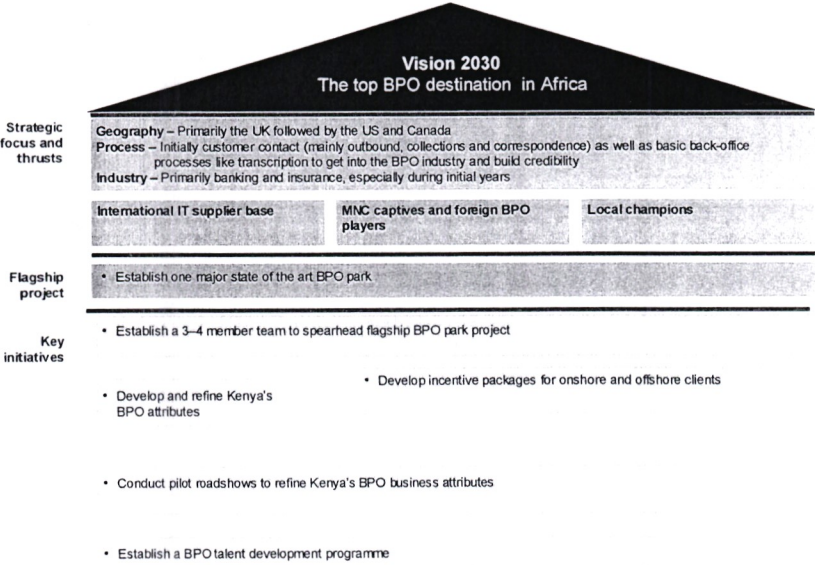 Vision 2030
The top BPO destination in Africa
Strategic
focus and
thrusts
Geography – Primarily the UK followed by the US and Canada
Process – Initially customer contact (mainly outbound, collections and correspondence) as well as basic back-office
processes like transcription to get into the BPO industry and build credibility
Industry – Primarily banking and insurance, especially during initial years
International IT supplier base
MNC captives and foreign BPO
players
Local champions
Flagship
project
• Establish one major state of the art BPO park
Key
initiatives
• Establish a 3–4 member team to spearhead flagship BPO park project
• Develop incentive packages for onshore and offshore clients
• Develop and refine Kenya's
BPO attributes
• Conduct pilot roadshows to refine Kenya's BPO business attributes
• Establish a BPO talent development programme